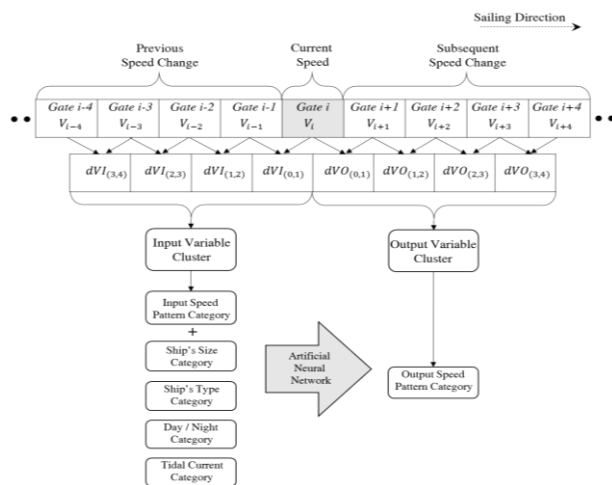 Sailing Direction
Previous
Speed Change
Current
Speed
Subsequent
Speed Change
Gate i-4 Gate i-3 Gate i-2 Gate i-1 Gate i Gate i+1 Gate i+2 Gate i+3 Gate i+4
V_{i−4} V_{i−3} V_{i−2} V_{i−1} V_i V_{i+1} V_{i+2} V_{i+3} V_{i+4}
dVI_{(3,4)} dVI_{(2,3)} dVI_{(1,2)} dVI_{(0,1)} dVO_{(0,1)} dVO_{(1,2)} dVO_{(2,3)} dVO_{(3,4)}
Input Variable
Cluster
Output Variable
Cluster
Input Speed
Pattern Category
+
Ship's Size
Category
Ship's Type
Category
Day / Night
Category
Tidal Current
Category
Artificial
Neural
Network
Output Speed
Pattern Category